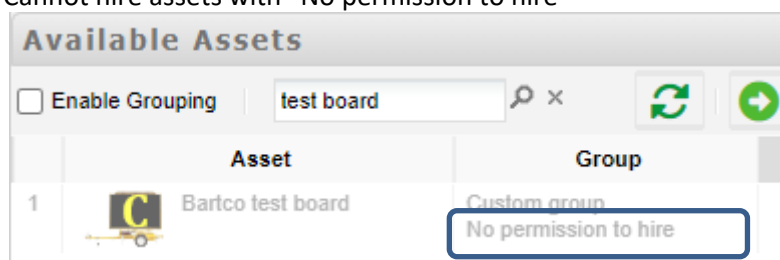 Cannot hire assets with "No permission to hire"
Available Assets
Enable Grouping test board
Asset Group
1 C Bartco test board Custom group
No permission to hire